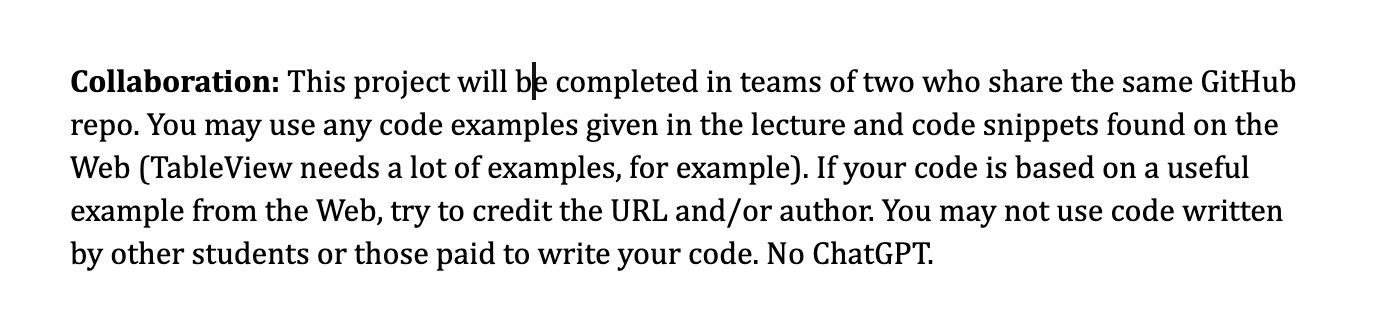 Collaboration: This project will be completed in teams of two who share the same GitHub
repo. You may use any code examples given in the lecture and code snippets found on the
Web (TableView needs a lot of examples, for example). If your code is based on a useful
example from the Web, try to credit the URL and/or author. You may not use code written
by other students or those paid to write your code. No ChatGPT.